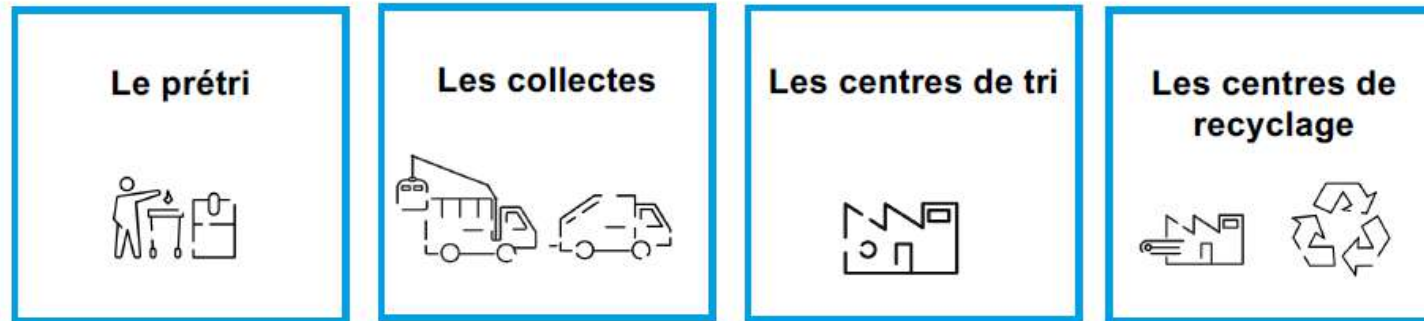 Le prétri
Les collectes
Les centres de tri
Les centres de
recyclage